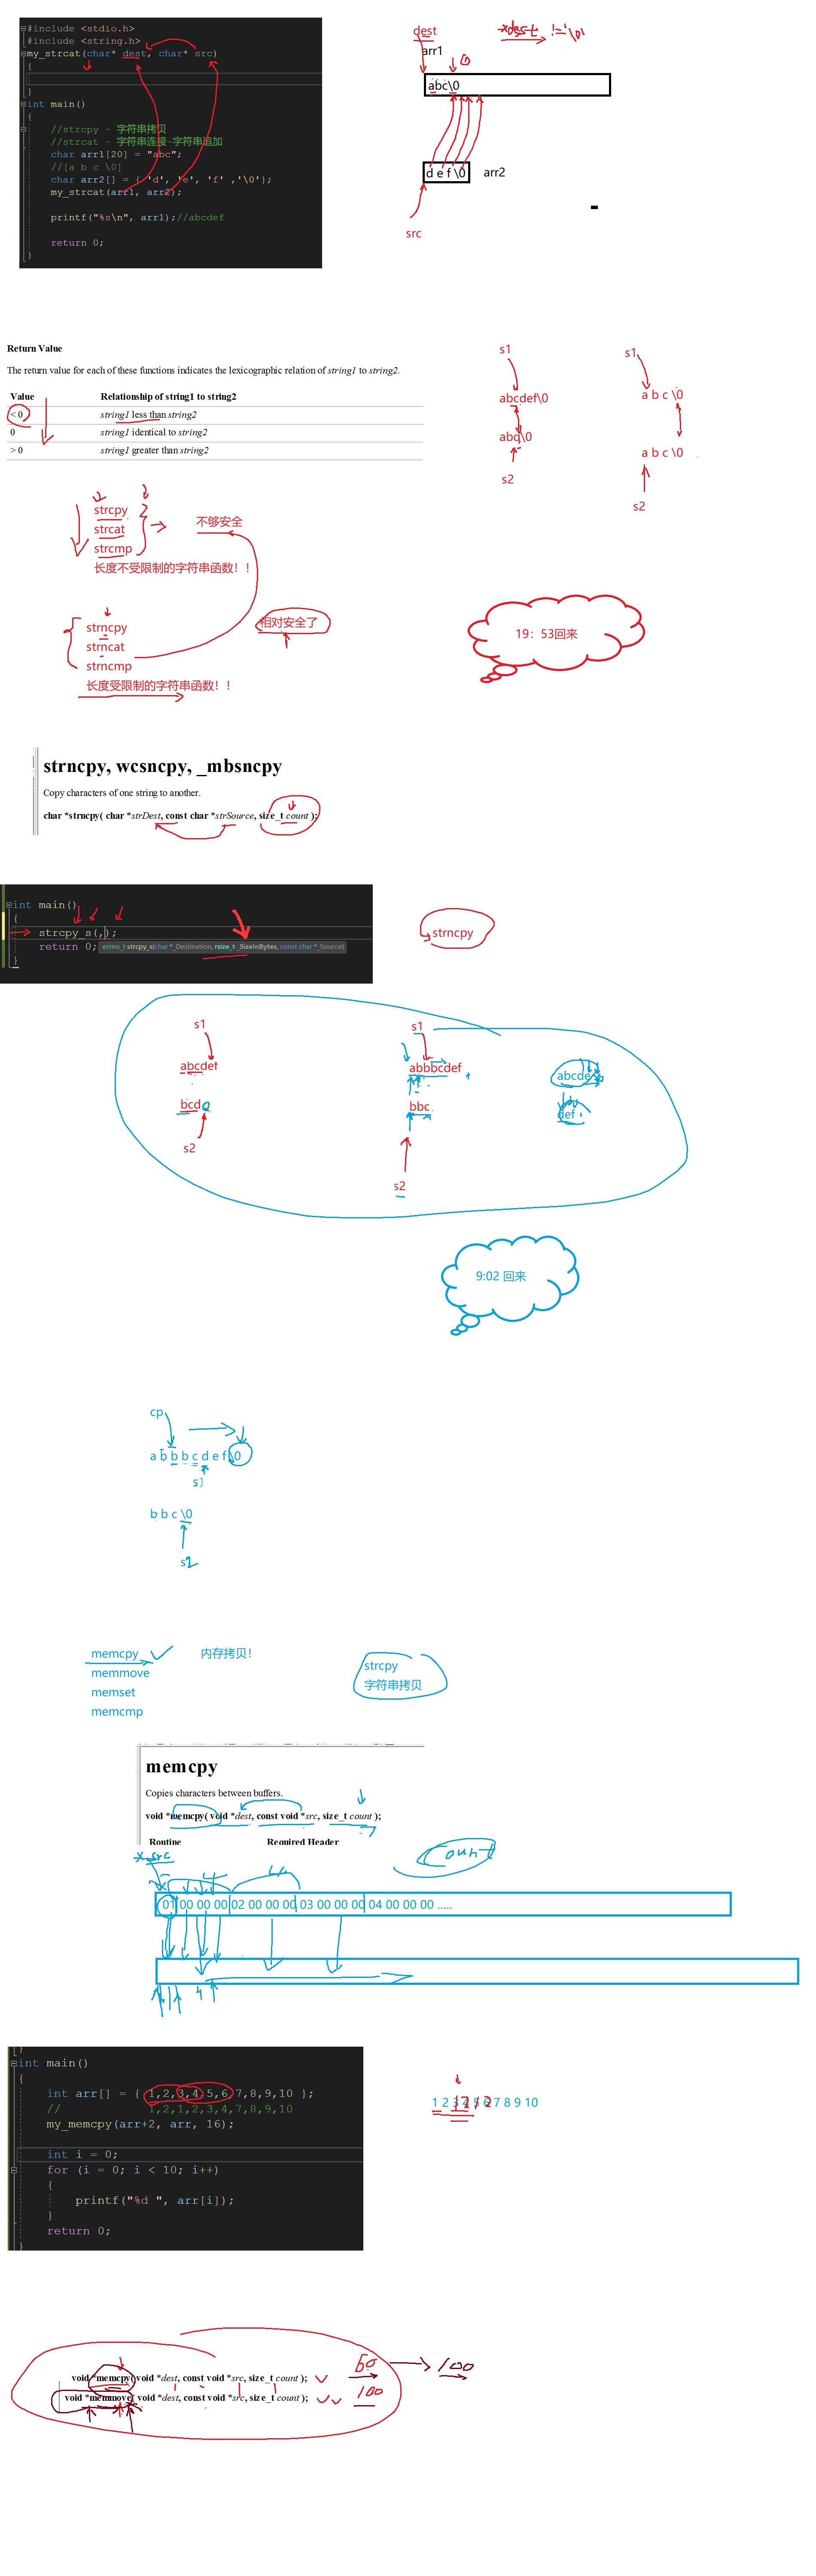 #include <stdio.h>
#include <string.h>
my_strcat(char* dest, char* src)
{
}
int main()
{
//strcpy - 字符串拷贝
//strcat - 字符串连接-字符串追加
char arr1[20] = "abc";
//[a b c \0]
char arr2[] = { 'd', 'e', 'f' ,'\0'};
my_strcat(arr1, arr2);
printf("%s\n", arr1);//abcdef
return 0;
}
dest
*dest != '\0'
arr1
abc\0
d e f \0
arr2
src
Return Value
The return value for each of these functions indicates the lexicographic relation of string1 to string2.
Value Relationship of string1 to string2
< 0 string1 less than string2
0 string1 identical to string2
> 0 string1 greater than string2
s1
abcdef\0
abq\0
s2
s1
a b c \0
a b c \0
s2
strcpy
strcat
strcmp
不够安全
长度不受限制的字符串函数！！
strncpy
strncat
strncmp
相对安全了
长度受限制的字符串函数！！
19：53回来
strncpy, wcsncpy, _mbsncpy
Copy characters of one string to another.
char *strncpy( char *strDest, const char *strSource, size_t count );
int main()
{
strcpy_s(,);
return 0;
errno_t strcpy_s(char *_Destination, rsize_t _SizeInBytes, const char *_Source)
}
strncpy
s1
abcdef
bcd
s2
s1
abbbcdef
bbc
s2
abcde
def
9:02 回来
cp
a b b b c d e f \0
s1
b b c \0
s2
memcpy
memmove
memset
memcmp
内存拷贝！
strcpy
字符串拷贝
memcpy
Copies characters between buffers.
void *memcpy( void *dest, const void *src, size_t count );
Routine Required Header
src
count
01 00 00 00 02 00 00 00 03 00 00 00 04 00 00 00 .....
4
int main()
{
int arr[] = { 1,2,3,4,5,6,7,8,9,10 };
// 1,2,1,2,3,4,7,8,9,10
my_memcpy(arr+2, arr, 16);
int i = 0;
for (i = 0; i < 10; i++)
{
printf("%d ", arr[i]);
}
return 0;
}
1 2 3 4 5 6 7 8 9 10
void *memcpy( void *dest, const void *src, size_t count );
void *memmove( void *dest, const void *src, size_t count );
60
100
100